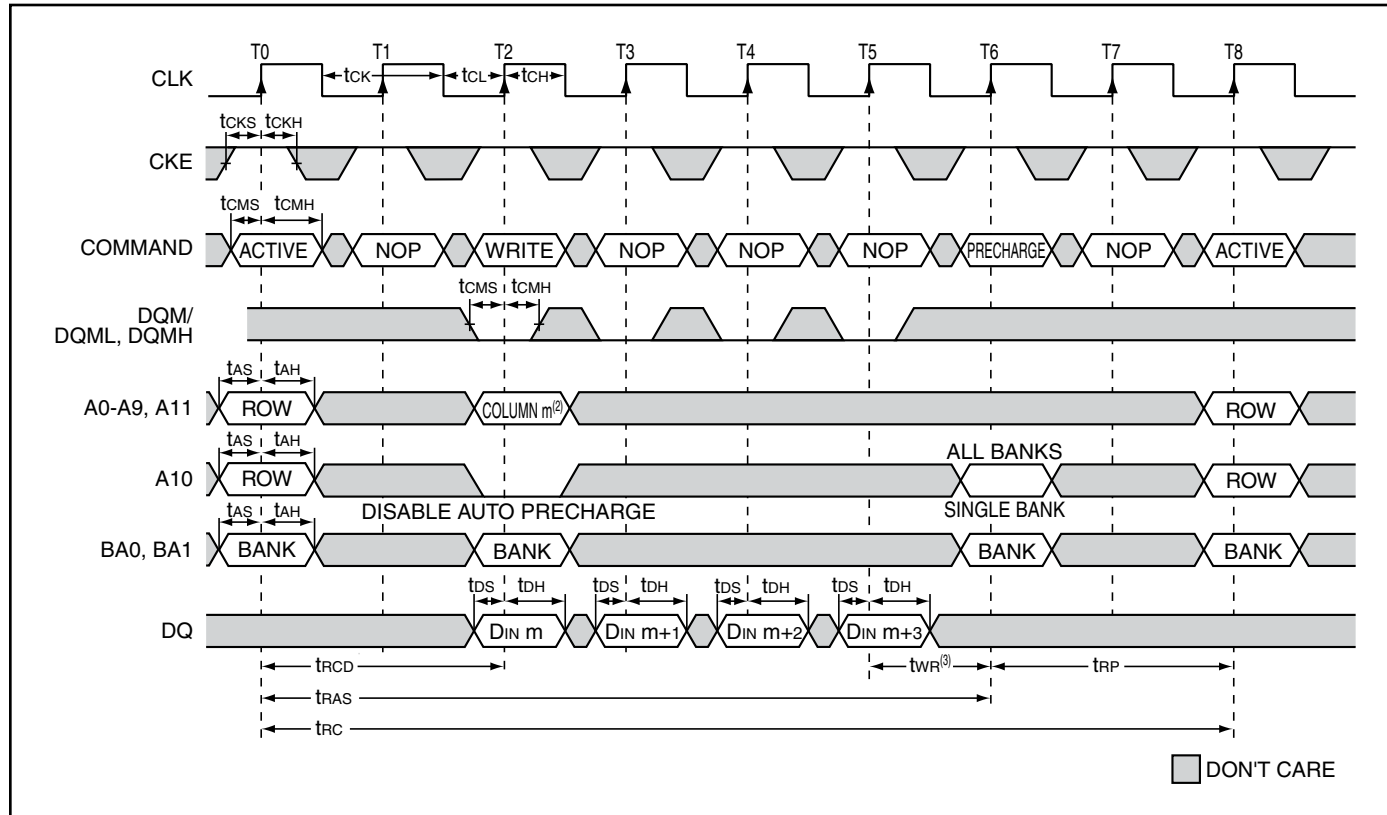 T0 T1 T2 T3 T4 T5 T6 T7 T8
CLK
tCK tCL tCH
tCKS tCKH
CKE
tCMS tCMH
COMMAND ACTIVE NOP WRITE NOP NOP NOP PRECHARGE NOP ACTIVE
tCMS tCMH
DQM/
DQML, DQMH
tAS tAH
A0-A9, A11 ROW COLUMN m(2) ROW
tAS tAH
ALL BANKS
A10 ROW ROW
DISABLE AUTO PRECHARGE SINGLE BANK
tAS tAH
BA0, BA1 BANK BANK BANK BANK
tDS tDH tDS tDH tDS tDH tDS tDH
DQ DIN m DIN m+1 DIN m+2 DIN m+3
tRCD tWR(3) tRP
tRAS
tRC
DON'T CARE